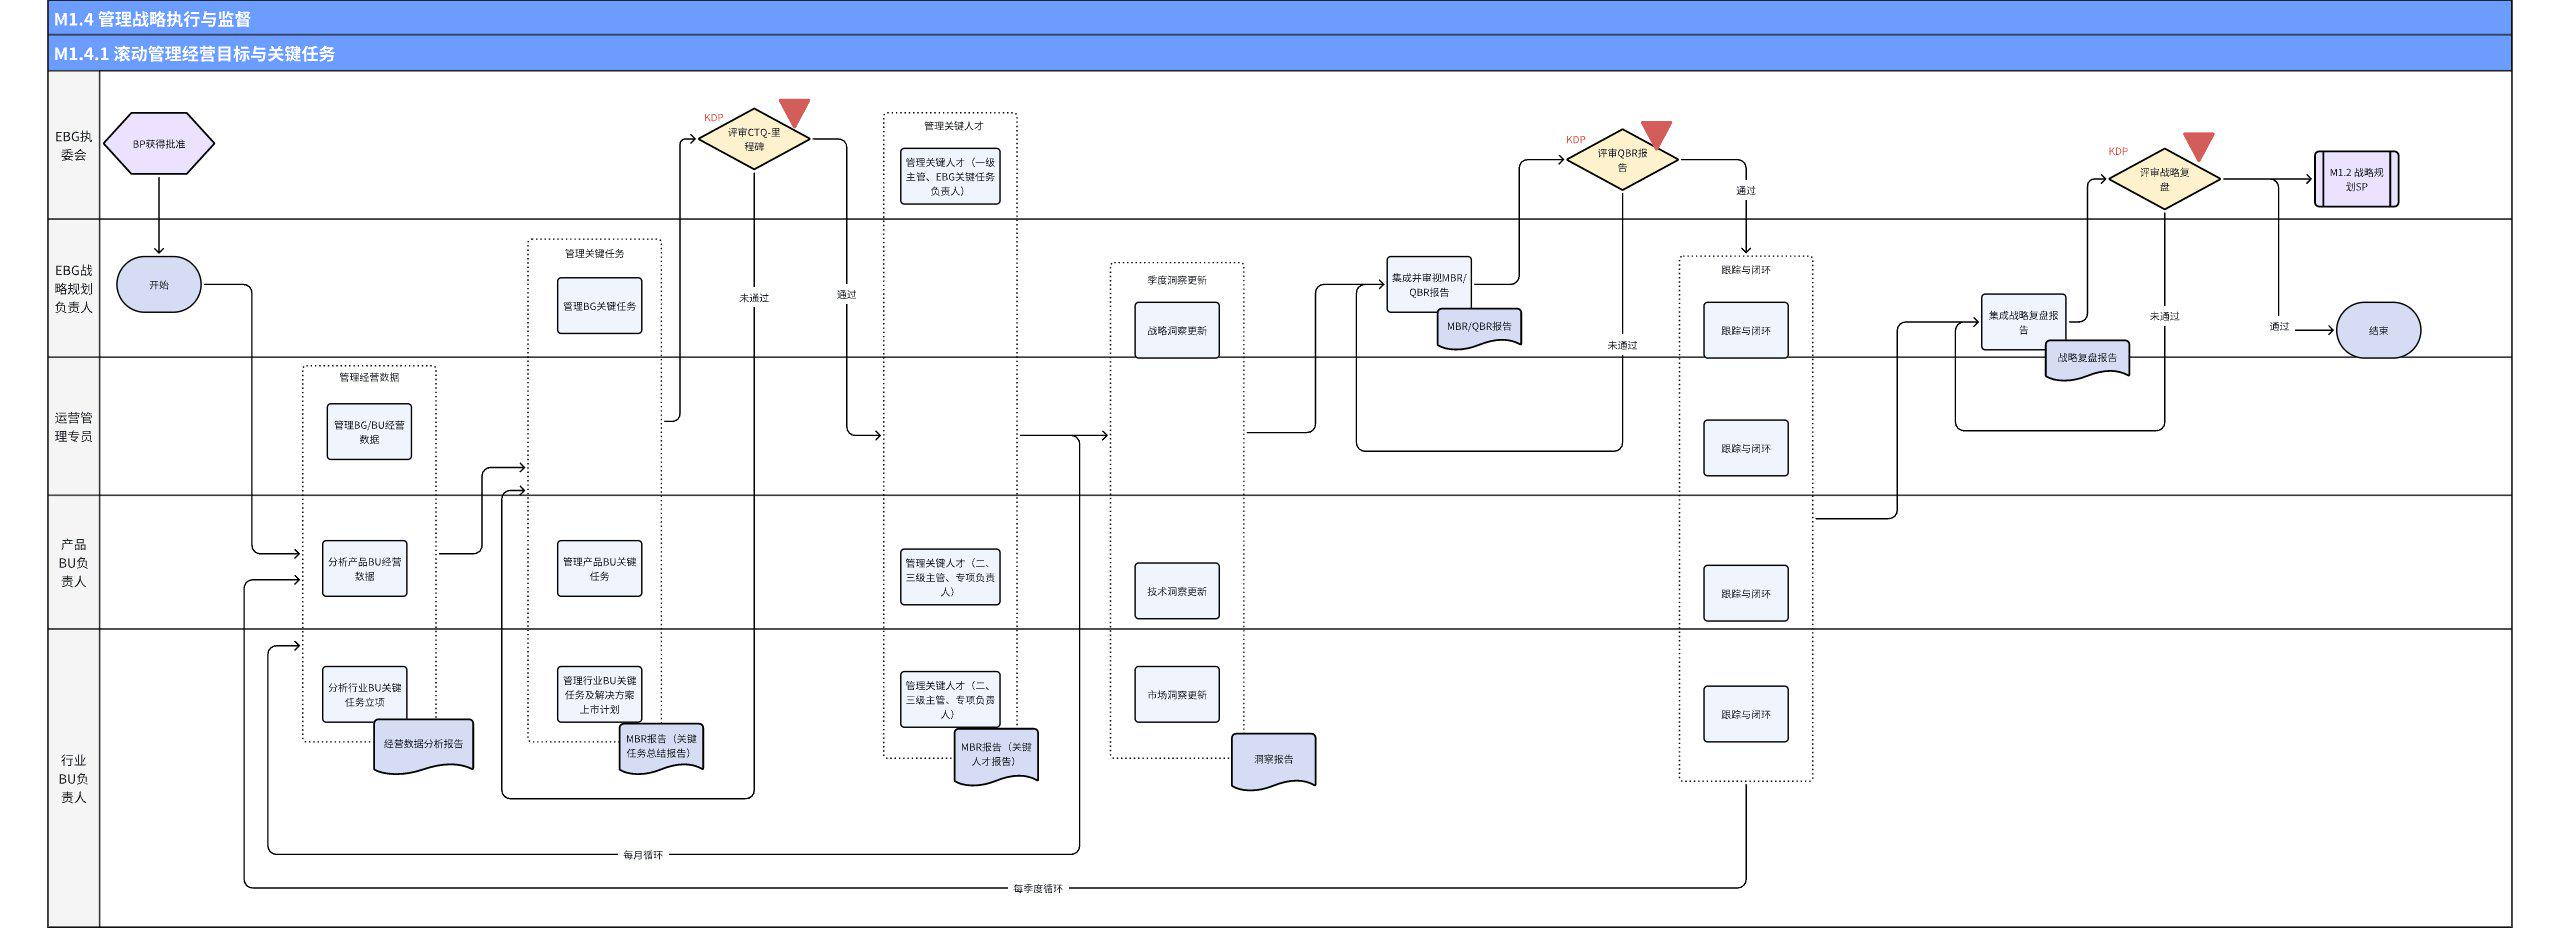 M1.4 管理战略执行与监督
M1.4.1 滚动管理经营目标与关键任务
EBG执
委会
BP获得批准
KDP
评审CTQ-里
程碑
管理关键人才
管理关键人才（一级
主管、EBG关键任务
负责人）
KDP
评审QBR报
告
通过
KDP
评审战略复
盘
M1.2 战略规
划SP
EBG战
略规划
负责人
开始
管理关键任务
管理BG关键任务
未通过
通过
季度洞察更新
战略洞察更新
集成并审视MBR/
QBR报告
MBR/QBR报告
未通过
跟踪与闭环
跟踪与闭环
集成战略复盘报
告
战略复盘报告
未通过
通过
结束
运营管
理专员
管理经营数据
管理BG/BU经营
数据
跟踪与闭环
产品
BU负
责人
分析产品BU经营
数据
管理产品BU关键
任务
管理关键人才（二、
三级主管、专项负责
人）
技术洞察更新
跟踪与闭环
行业
BU负
责人
分析行业BU关键
任务立项
经营数据分析报告
管理行业BU关键
任务及解决方案
上市计划
MBR报告（关键
任务总结报告）
管理关键人才（二、
三级主管、专项负责
人）
MBR报告（关键
人才报告）
市场洞察更新
洞察报告
跟踪与闭环
每月循环
每季度循环